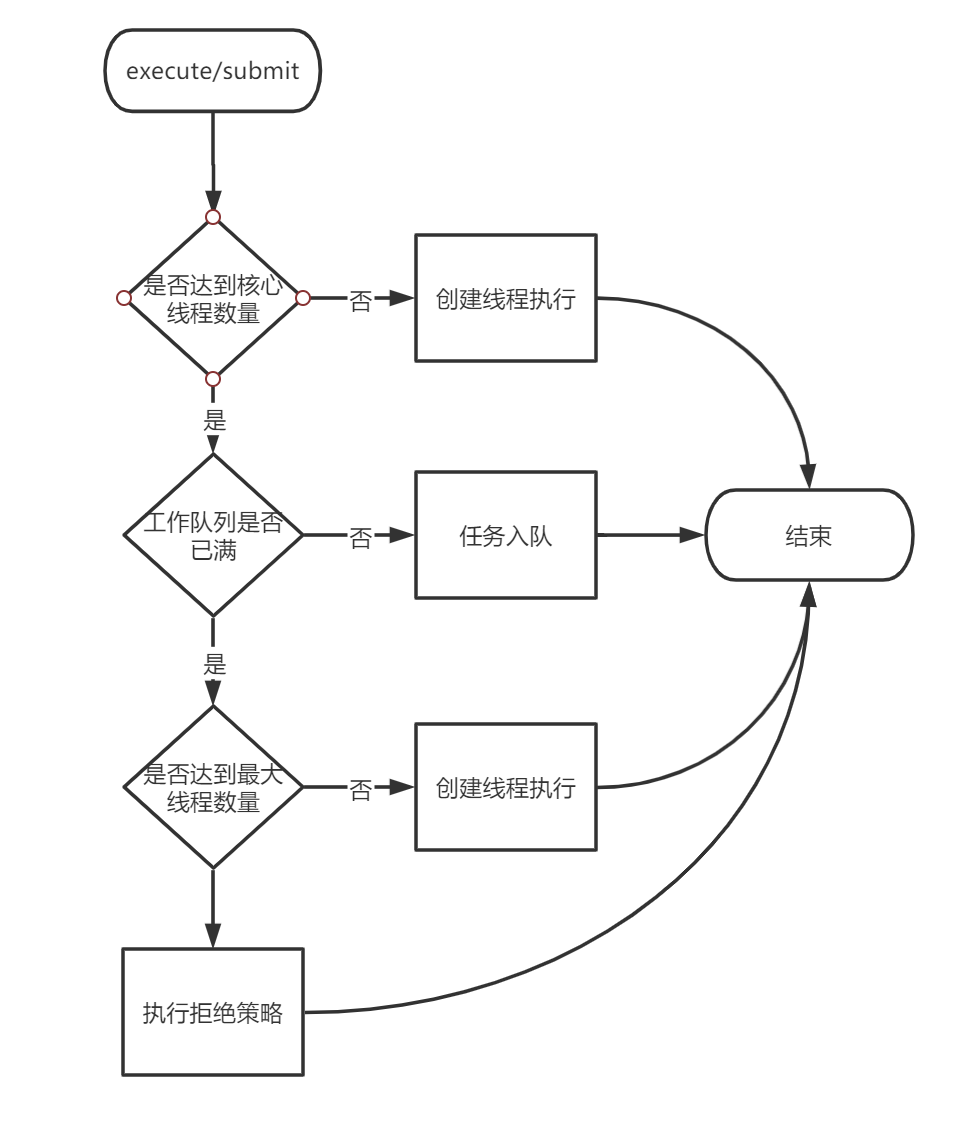 execute/submit
是否达到核心
线程数量
否
创建线程执行
是
工作队列是否
已满
否
任务入队
结束
是
是否达到最大
线程数量
否
创建线程执行
执行拒绝策略